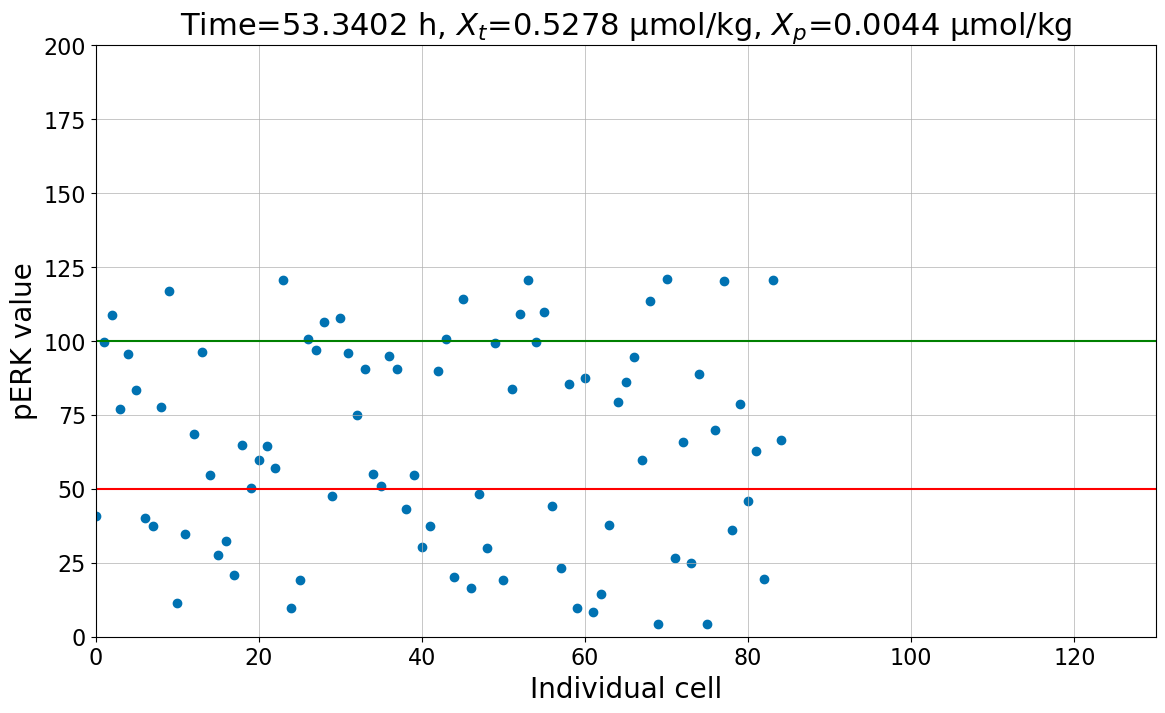 Time=53.3402 h, $X_t$=0.5278 µmol/kg, $X_p$=0.0044 µmol/kg
200
175
150
125
100
75
50
25
0
pERK value
0 20 40 60 80 100 120
Individual cell